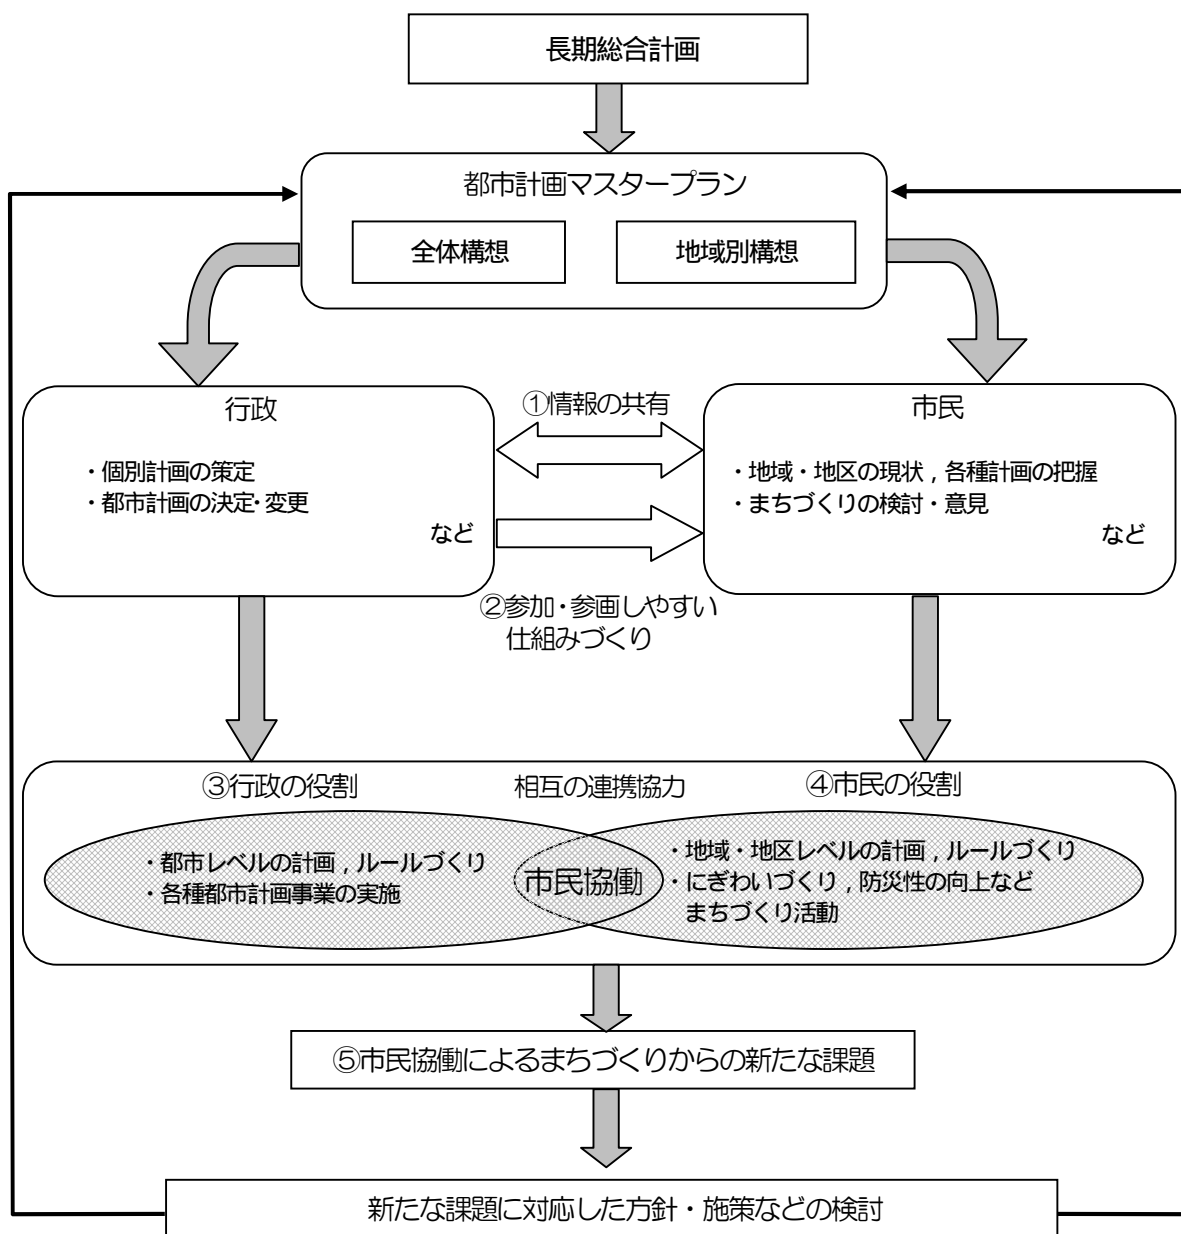 長期総合計画
都市計画マスタープラン
全体構想
地域別構想
行政
・個別計画の策定
・都市計画の決定・変更
など
①情報の共有
②参加・参画しやすい
仕組みづくり
市民
・地域・地区の現状，各種計画の把握
・まちづくりの検討・意見
など
③行政の役割
相互の連携協力
④市民の役割
・都市レベルの計画，ルールづくり
・各種都市計画事業の実施
市民協働
・地域・地区レベルの計画，ルールづくり
・にぎわいづくり，防災性の向上など
まちづくり活動
⑤市民協働によるまちづくりからの新たな課題
新たな課題に対応した方針・施策などの検討